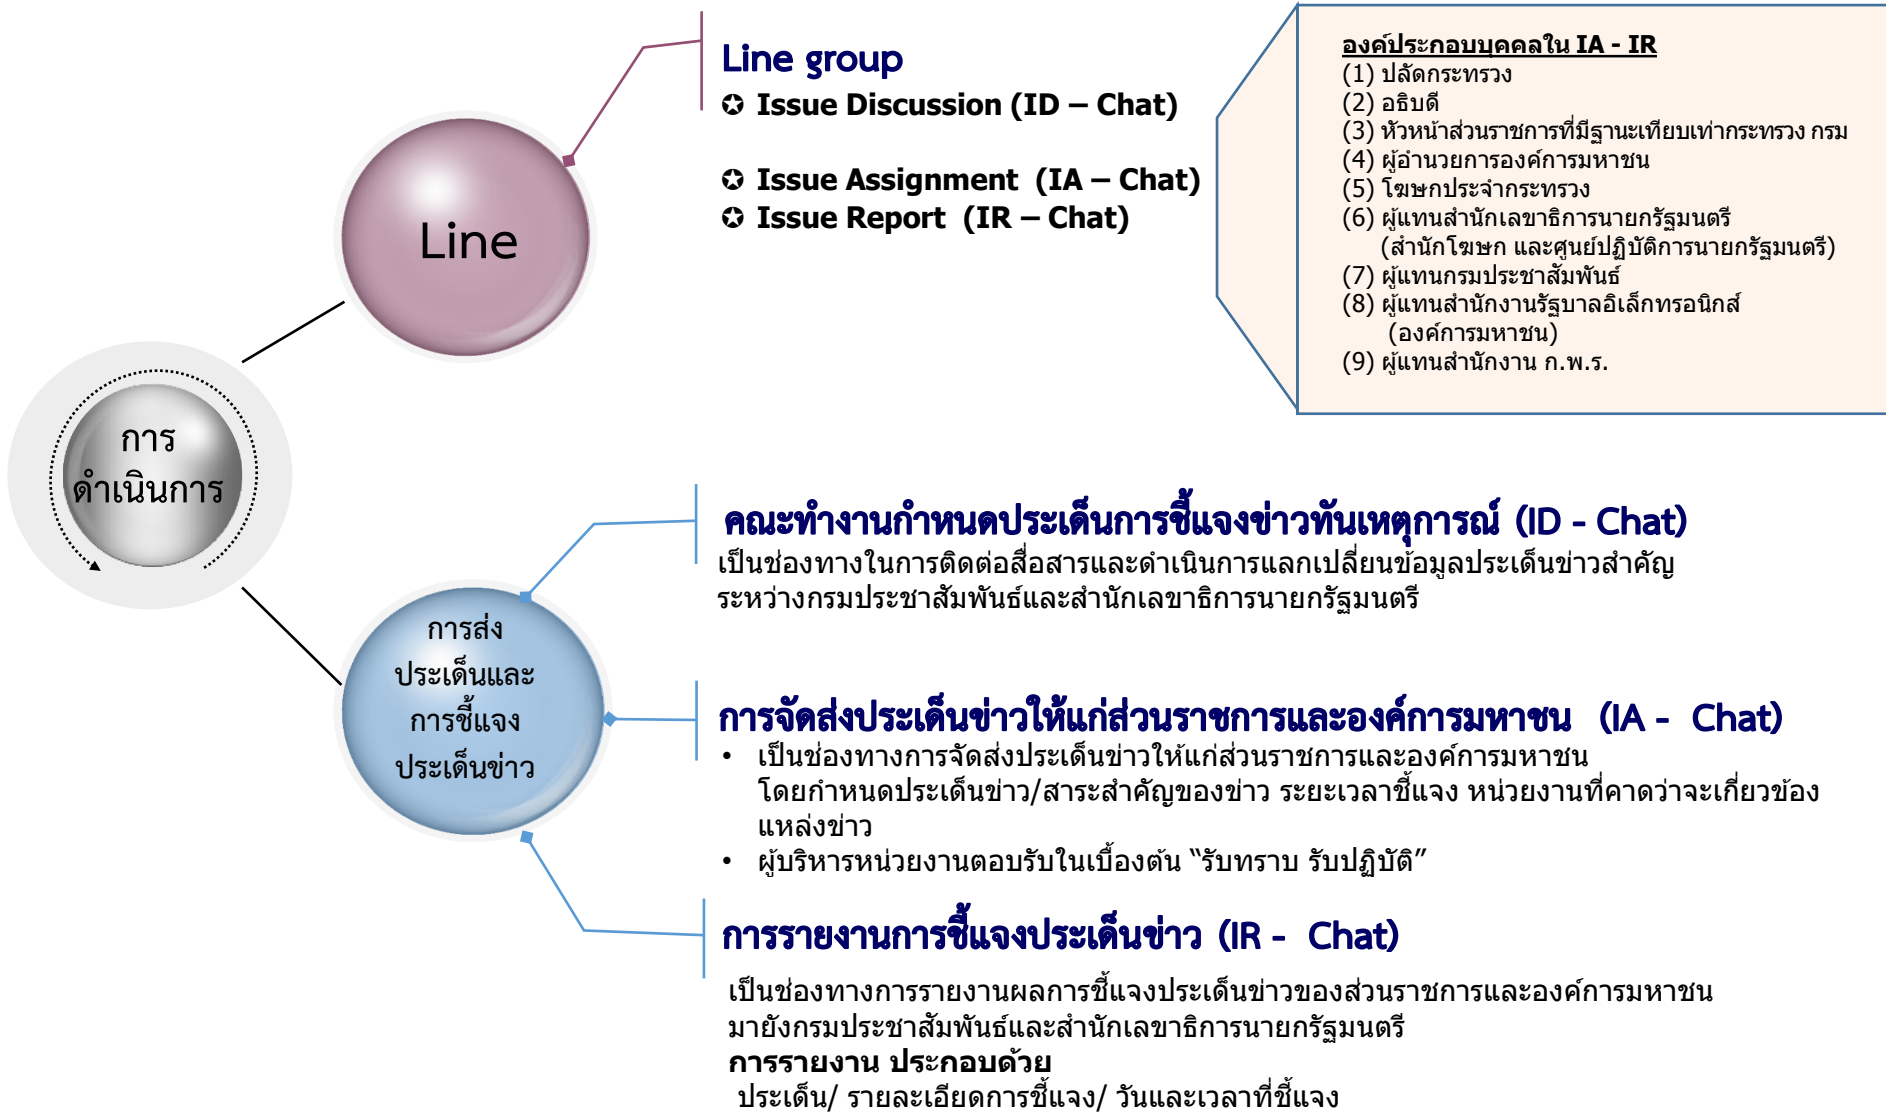 Line group
✪ Issue Discussion (ID – Chat)
✪ Issue Assignment (IA – Chat)
✪ Issue Report (IR – Chat)
องค์ประกอบบุคคลใน IA - IR
(1) ปลัดกระทรวง
(2) อธิบดี
(3) หัวหน้าส่วนราชการที่มีฐานะเทียบเท่ากระทรวง กรม
(4) ผู้อำนวยการองค์การมหาชน
(5) โฆษกประจำกระทรวง
(6) ผู้แทนสำนักเลขาธิการนายกรัฐมนตรี
(สำนักโฆษก และศูนย์ปฏิบัติการนายกรัฐมนตรี)
(7) ผู้แทนกรมประชาสัมพันธ์
(8) ผู้แทนสำนักงานรัฐบาลอิเล็กทรอนิกส์
(องค์การมหาชน)
(9) ผู้แทนสำนักงาน ก.พ.ร.
Line
การ
ดำเนินการ
การส่ง
ประเด็นและ
การชี้แจง
ประเด็นข่าว
คณะทำงานกำหนดประเด็นการชี้แจงข่าวทันเหตุการณ์ (ID - Chat)
เป็นช่องทางในการติดต่อสื่อสารและดำเนินการแลกเปลี่ยนข้อมูลประเด็นข่าวสำคัญ
ระหว่างกรมประชาสัมพันธ์และสำนักเลขาธิการนายกรัฐมนตรี
การจัดส่งประเด็นข่าวให้แก่ส่วนราชการและองค์การมหาชน (IA - Chat)
• เป็นช่องทางการจัดส่งประเด็นข่าวให้แก่ส่วนราชการและองค์การมหาชน
โดยกำหนดประเด็นข่าว/สาระสำคัญของข่าว ระยะเวลาชี้แจง หน่วยงานที่คาดว่าจะเกี่ยวข้อง
แหล่งข่าว
• ผู้บริหารหน่วยงานตอบรับในเบื้องต้น “รับทราบ รับปฏิบัติ”
การรายงานการชี้แจงประเด็นข่าว (IR - Chat)
เป็นช่องทางการรายงานผลการชี้แจงประเด็นข่าวของส่วนราชการและองค์การมหาชน
มายังกรมประชาสัมพันธ์และสำนักเลขาธิการนายกรัฐมนตรี
การรายงาน ประกอบด้วย
ประเด็น/ รายละเอียดการชี้แจง/ วันและเวลาที่ชี้แจง